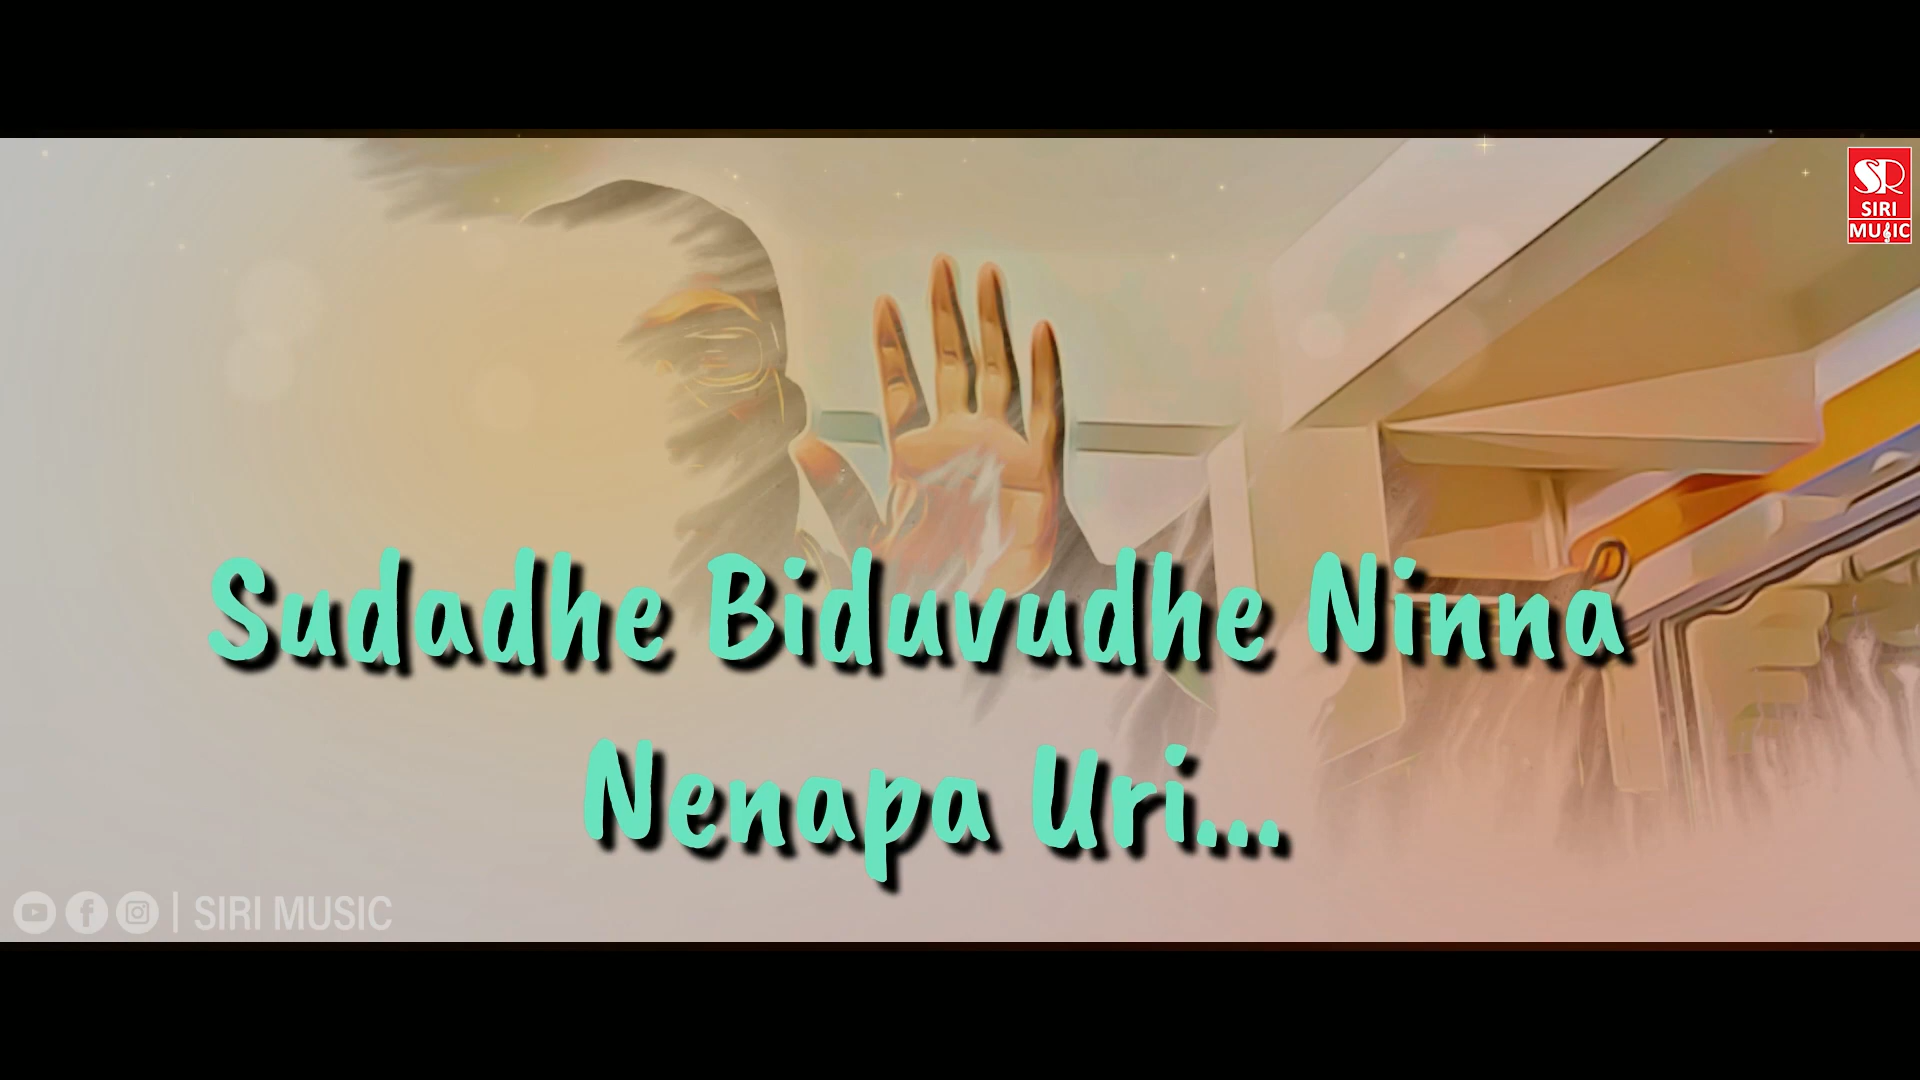 SR
SIRI
MUSIC
Sudadhe Biduvudhe Ninna
Nenapa Uri...
| SIRI MUSIC